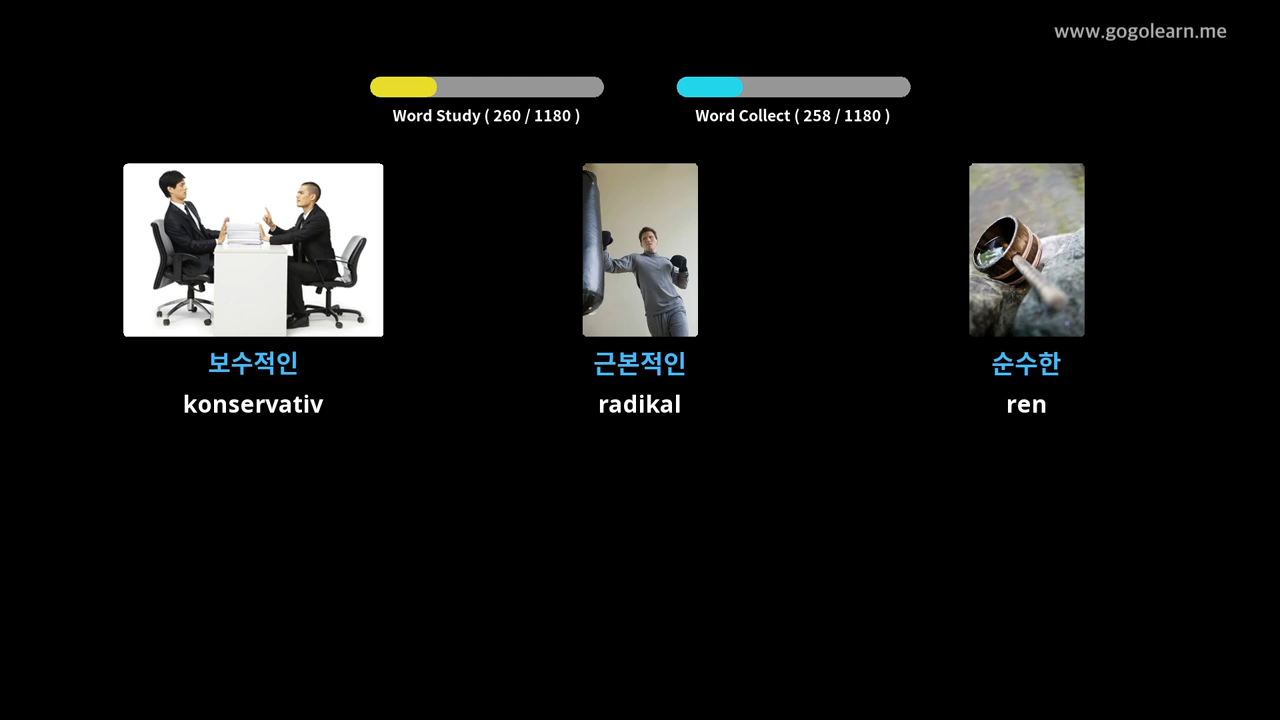 www.gogolearn.me
Word Study ( 260 / 1180 )
Word Collect ( 258 / 1180 )
보수적인
konservativ
근본적인
radikal
순수한
ren